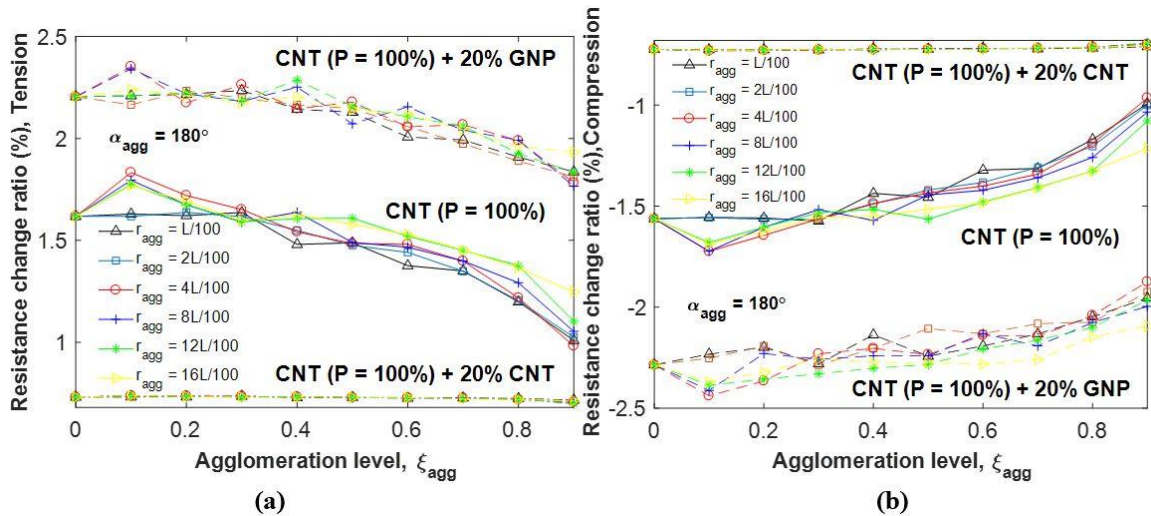 (a)
Resistance change ratio (%), Tension
2.5
2
1.5
1
CNT (P = 100%) + 20% GNP
α_agg = 180°
CNT (P = 100%)
r_agg = L/100
r_agg = 2L/100
r_agg = 4L/100
r_agg = 8L/100
r_agg = 12L/100
r_agg = 16L/100
CNT (P = 100%) + 20% CNT
0 0.2 0.4 0.6 0.8
Agglomeration level, ξ_agg
(a)
Resistance change ratio (%),Compression
-1
-1.5
-2
-2.5
r_agg = L/100
r_agg = 2L/100
r_agg = 4L/100
r_agg = 8L/100
r_agg = 12L/100
r_agg = 16L/100
CNT (P = 100%) + 20% CNT
CNT (P = 100%)
α_agg = 180°
CNT (P = 100%) + 20% GNP
0 0.2 0.4 0.6 0.8
Agglomeration level, ξ_agg
(b)
(b)